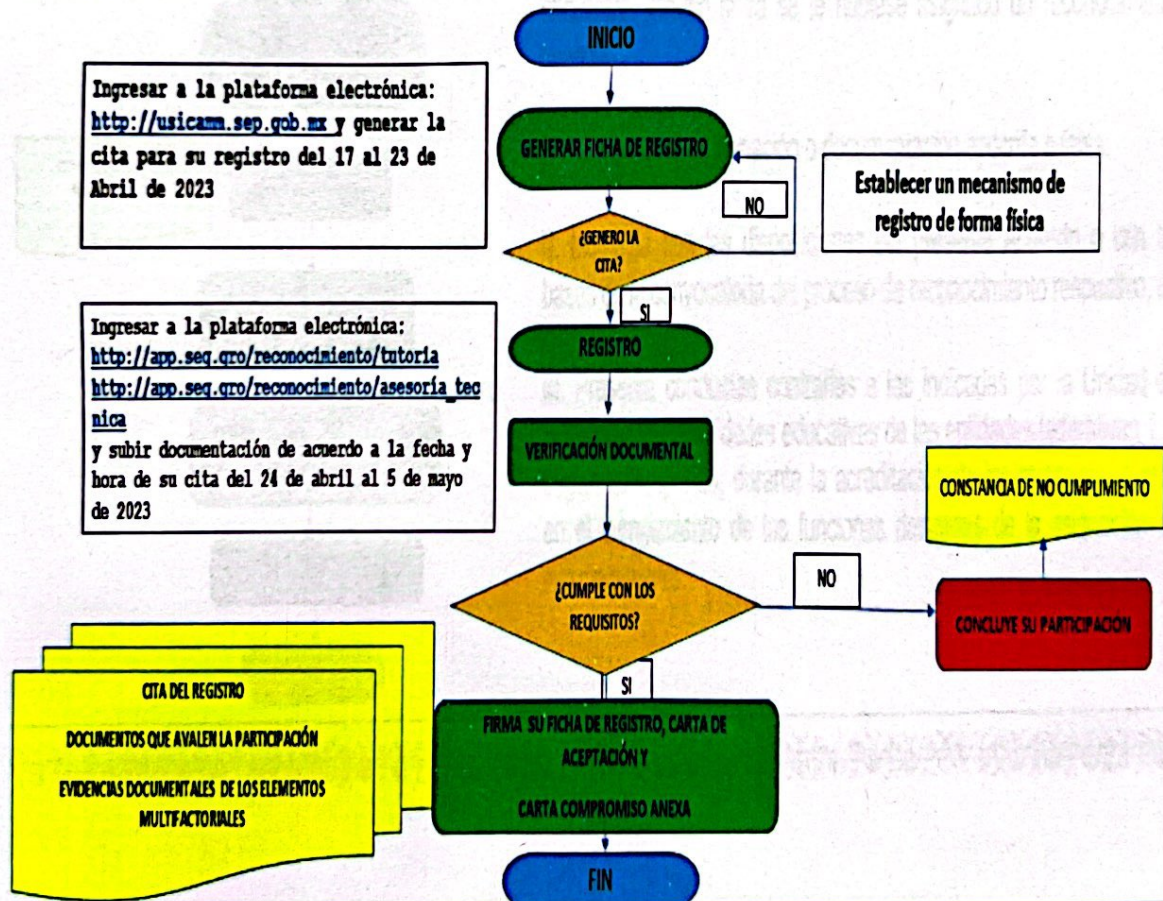 INICIO
Ingresar a la plataforma electrónica:
http://usicamm.sep.gob.mx y generar la
cita para su registro del 17 al 23 de
Abril de 2023
GENERAR FICHA DE REGISTRO
NO
Establecer un mecanismo de
registro de forma física
¿GENERO LA
CITA?
SI
Ingresar a la plataforma electrónica:
http://app.seq.qro/reconocimiento/tutoria
http://app.seq.qro/reconocimiento/asesoría_tec
nica
y subir documentación de acuerdo a la fecha y
hora de su cita del 24 de abril al 5 de mayo
de 2023
REGISTRO
VERIFICACIÓN DOCUMENTAL
CONSTANCIA DE NO CUMPLIMIENTO
¿CUMPLE CON LOS
REQUISITOS?
NO
CONCLUYE SU PARTICIPACIÓN
SI
CITA DEL REGISTRO
DOCUMENTOS QUE AVALEN LA PARTICIPACIÓN
EVIDENCIAS DOCUMENTALES DE LOS ELEMENTOS
MULTIFACTORIALES
FIRMA SU FICHA DE REGISTRO, CARTA DE
ACEPTACIÓN Y
CARTA COMPROMISO ANEXA
FIN